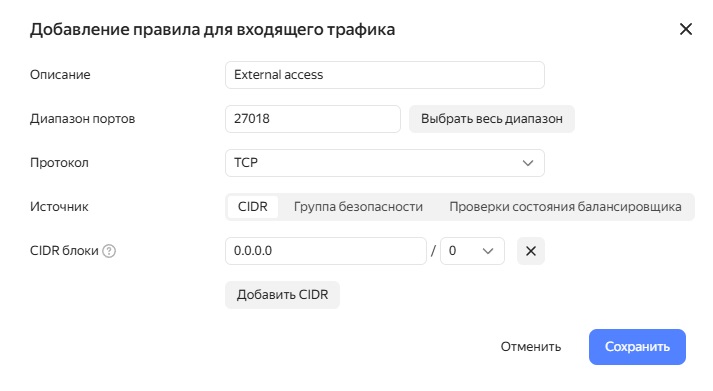 Добавление правила для входящего трафика
Описание External access
Диапазон портов 27018 Выбрать весь диапазон
Протокол TCP
Источник CIDR Группа безопасности Проверки состояния балансировщика
CIDR блоки ? 0.0.0.0 / 0
Добавить CIDR
Отменить Сохранить